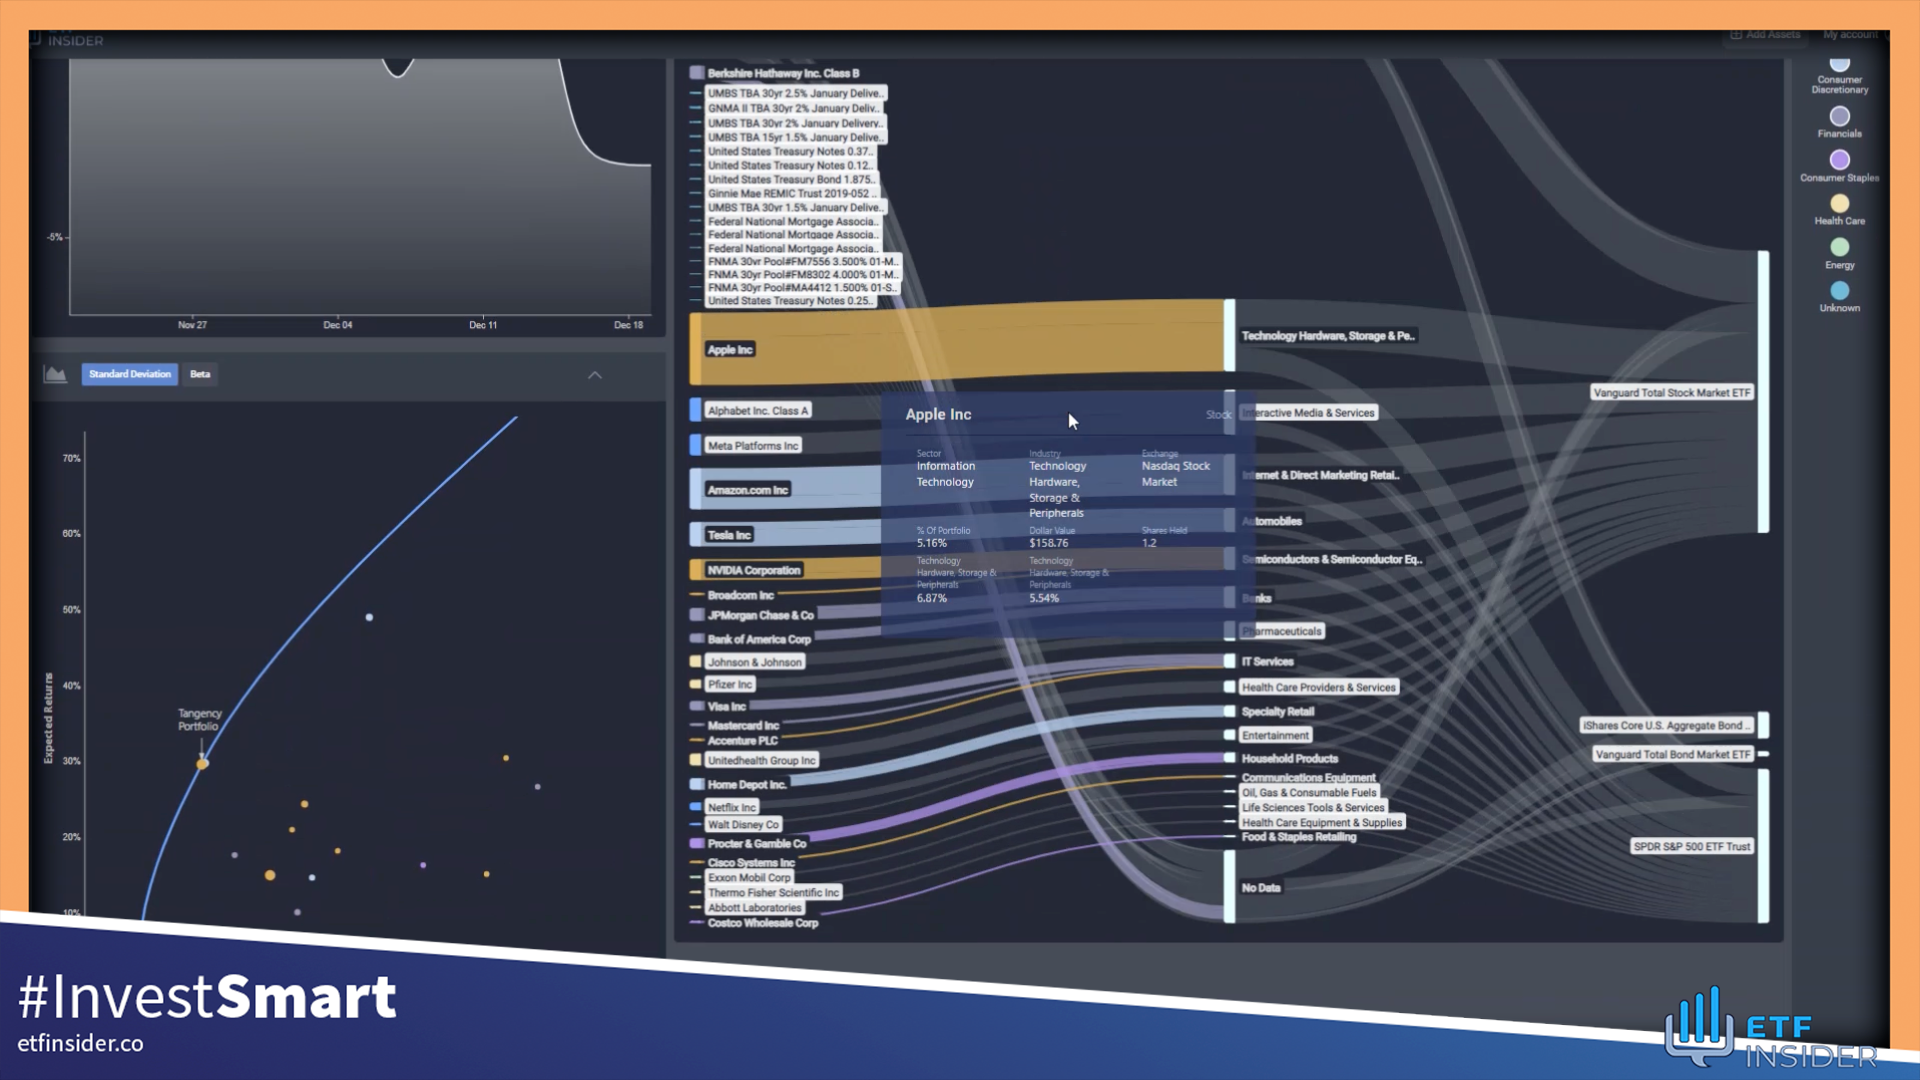 INSIDER
Add Assets
My account
-5%
Nov 27
Dec 04
Dec 11
Dec 18
Standard Deviation
Beta
70%
60%
50%
40%
30%
20%
10%
Expected Returns
Tangency
Portfolio
Berkshire Hathaway Inc. Class B
UMBS TBA 30yr 2.5% January Delive..
GNMA II TBA 30yr 2% January Deliv..
UMBS TBA 30yr 2% January Delivery..
UMBS TBA 15yr 1.5% January Delive..
United States Treasury Notes 0.37..
United States Treasury Notes 0.12..
United States Treasury Bond 1.875..
Ginnie Mae REMIC Trust 2019-052 ..
UMBS TBA 30yr 1.5% January Delive..
Federal National Mortgage Associa..
Federal National Mortgage Associa..
Federal National Mortgage Associa..
FNMA 30yr Pool#FM7556 3.500% 01-M..
FNMA 30yr Pool#FM8302 4.000% 01-M..
FNMA 30yr Pool#MA4412 1.500% 01-S..
United States Treasury Notes 0.25..
Apple Inc
Alphabet Inc. Class A
Meta Platforms Inc
Amazon.com Inc
Tesla Inc
NVIDIA Corporation
Broadcom Inc
JPMorgan Chase & Co
Bank of America Corp
Johnson & Johnson
Pfizer Inc
Visa Inc
Mastercard Inc
Accenture PLC
Unitedhealth Group Inc
Home Depot Inc.
Netflix Inc
Walt Disney Co
Procter & Gamble Co
Cisco Systems Inc
Exxon Mobil Corp
Thermo Fisher Scientific Inc
Abbott Laboratories
Costco Wholesale Corp
Apple Inc
Stock
Sector
Information
Technology
Industry
Technology
Hardware,
Storage &
Peripherals
Exchange
Nasdaq Stock
Market
% Of Portfolio
5.16%
Dollar Value
$158.76
Shares Held
1.2
Technology
Hardware, Storage &
Peripherals
6.87%
Technology
Hardware, Storage &
Peripherals
5.54%
Technology Hardware, Storage & Pe..
Interactive Media & Services
Internet & Direct Marketing Retai..
Automobiles
Semiconductors & Semiconductor Eq..
Banks
Pharmaceuticals
IT Services
Health Care Providers & Services
Specialty Retail
Entertainment
Household Products
Communications Equipment
Oil, Gas & Consumable Fuels
Life Sciences Tools & Services
Health Care Equipment & Supplies
Food & Staples Retailing
No Data
Vanguard Total Stock Market ETF
iShares Core U.S. Aggregate Bond ..
Vanguard Total Bond Market ETF
SPDR S&P 500 ETF Trust
Consumer
Discretionary
Financials
Consumer Staples
Health Care
Energy
Unknown
#InvestSmart
etfinsider.co
ETF
INSIDER